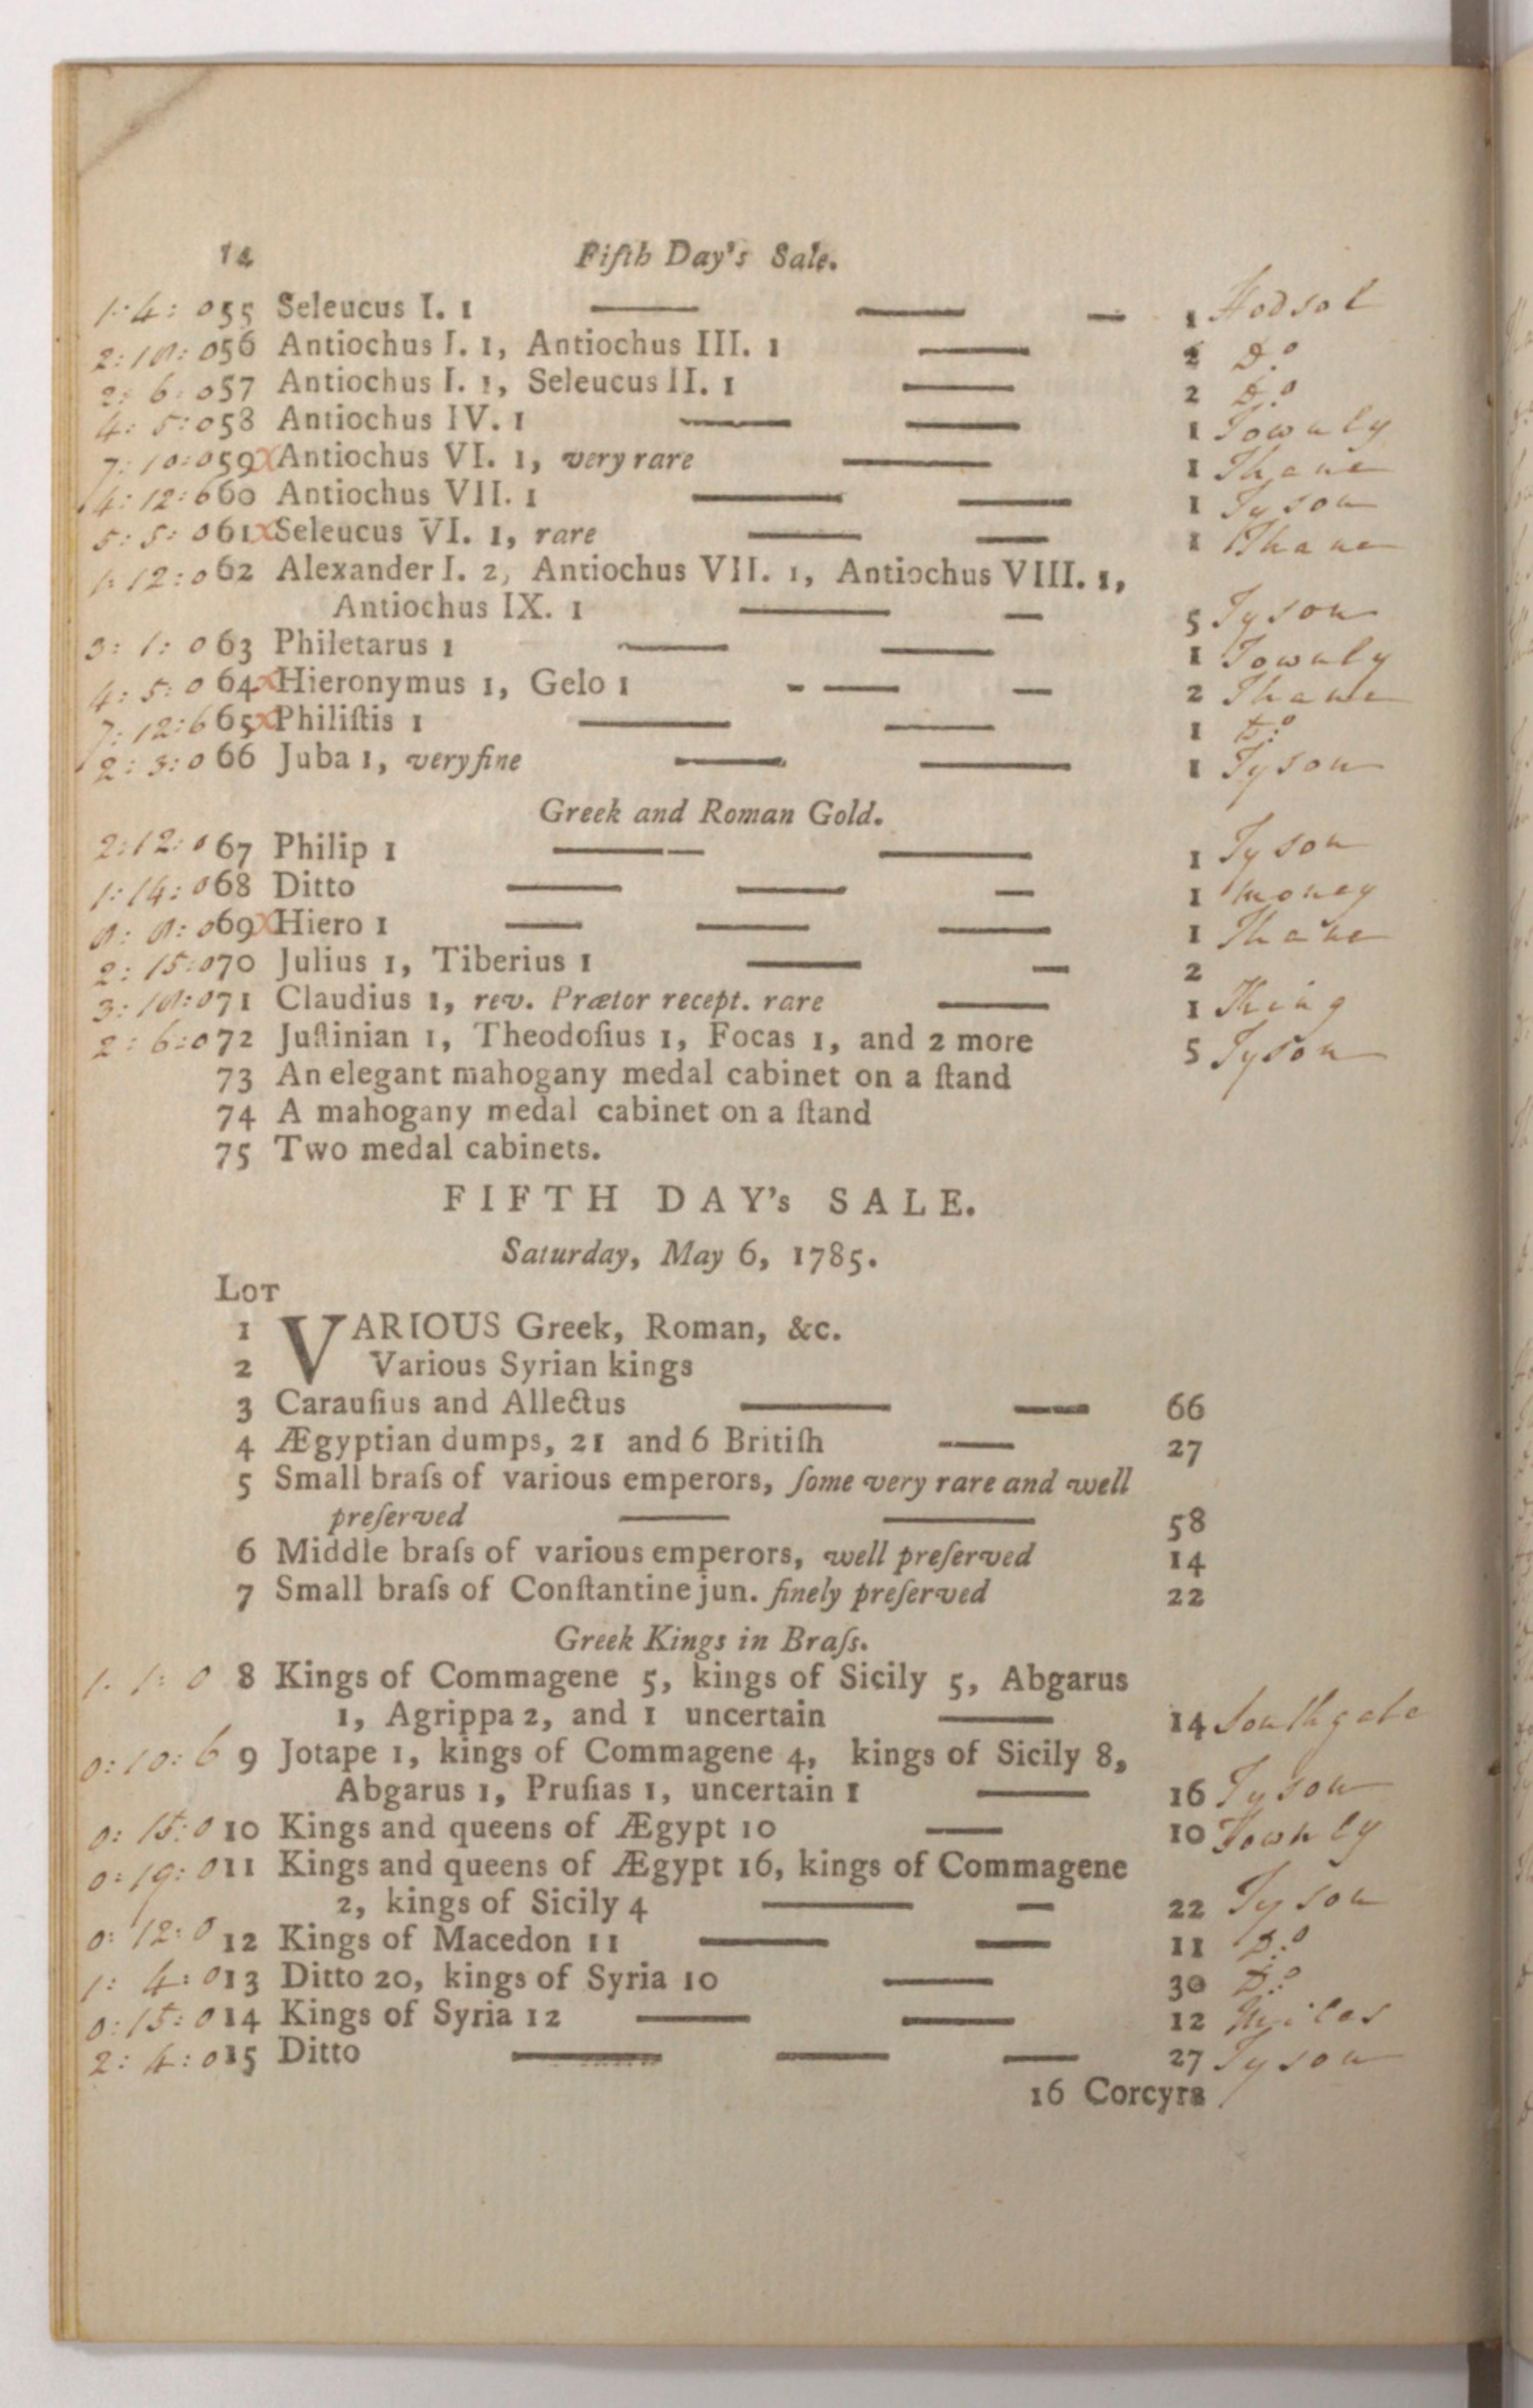 14 Fifth Day's Sale.
1:4:0 55 Seleucus I. 1 — — — 1 Hodsol
2:10:0 56 Antiochus I. 1, Antiochus III. 1 — 2 Do
2:6:0 57 Antiochus I. 1, Seleucus II. 1 — 2 Do
4:5:0 58 Antiochus IV. 1 — — 1 Townly
7:10:0 59 x Antiochus VI. 1, very rare — 1 Thane
4:12:6 60 Antiochus VII. 1 — — 1 Tyson
5:5:0 61 x Seleucus VI. 1, rare — — 1 Thane
1:12:0 62 Alexander I. 2, Antiochus VII. 1, Antiochus VIII. 1,
Antiochus IX. 1 — — 5 Tyson
3:1:0 63 Philetarus 1 — — 1 Townly
4:5:0 64 x Hieronymus 1, Gelo 1 - — — 2 Thane
7:12:6 65 x Philiſtis 1 — — 1 Do
2:3:0 66 Juba 1, very fine — — 1 Tyson
Greek and Roman Gold.
2:12:0 67 Philip 1 — — — 1 Tyson
1:14:0 68 Ditto — — — 1 money
69 x Hiero 1 — — — 1 Thane
2:15:0 70 Julius 1, Tiberius 1 — — 2
3:10:0 71 Claudius 1, rev. Prætor recept. rare — 1 King
2:6:0 72 Juſtinian 1, Theodoſius 1, Focas 1, and 2 more 5 Tyson
73 An elegant mahogany medal cabinet on a ſtand
74 A mahogany medal cabinet on a ſtand
75 Two medal cabinets.
FIFTH DAY's SALE.
Saturday, May 6, 1785.
LOT
1 VARIOUS Greek, Roman, &c.
2 Various Syrian kings
3 Carauſius and Allectus — — 66
4 Ægyptian dumps, 21 and 6 Britiſh — 27
5 Small braſs of various emperors, ſome very rare and well
preſerved — — 58
6 Middle braſs of various emperors, well preſerved 14
7 Small braſs of Conſtantine jun. finely preſerved 22
Greek Kings in Braſs.
1:1:0 8 Kings of Commagene 5, kings of Sicily 5, Abgarus
1, Agrippa 2, and 1 uncertain — 14 Southgate
0:10:6 9 Jotape 1, kings of Commagene 4, kings of Sicily 8,
Abgarus 1, Pruſias 1, uncertain 1 — 16 Tyson
0:15:0 10 Kings and queens of Ægypt 10 — 10 Townly
0:19:0 11 Kings and queens of Ægypt 16, kings of Commagene
2, kings of Sicily 4 — — 22 Tyson
0:12:0 12 Kings of Macedon 11 — — 11 Do
1:4:0 13 Ditto 20, kings of Syria 10 — 30 Do
0:15:0 14 Kings of Syria 12 — — 12 Miles
2:4:0 15 Ditto — — — 27 Tyson
16 Corcyra